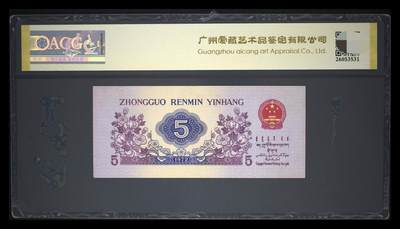 OACG
广州爱藏艺术品鉴定有限公司
Guangzhou aicang art Appraisal Co., Ltd.
26053531
ZHONGGUO RENMIN YINHANG
5
5
5